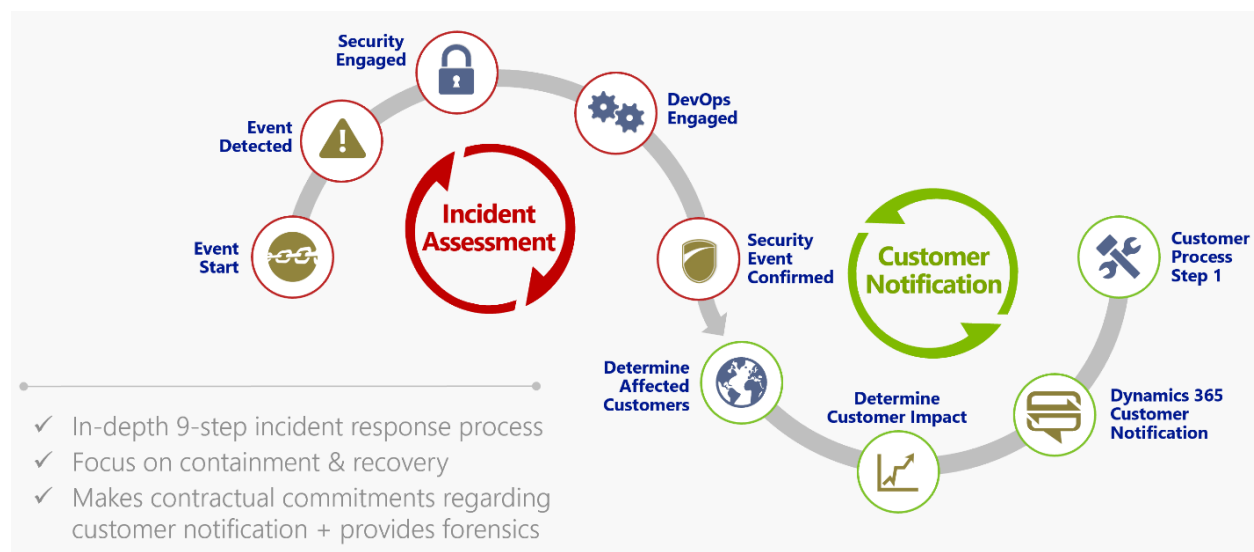 Security
Engaged
Event
Detected
DevOps
Engaged
Event
Start
Incident
Assessment
Security
Event
Confirmed
Customer
Notification
Customer
Process
Step 1
Determine
Affected
Customers
Determine
Customer Impact
Dynamics 365
Customer
Notification
✓ In-depth 9-step incident response process
✓ Focus on containment & recovery
✓ Makes contractual commitments regarding
customer notification + provides forensics